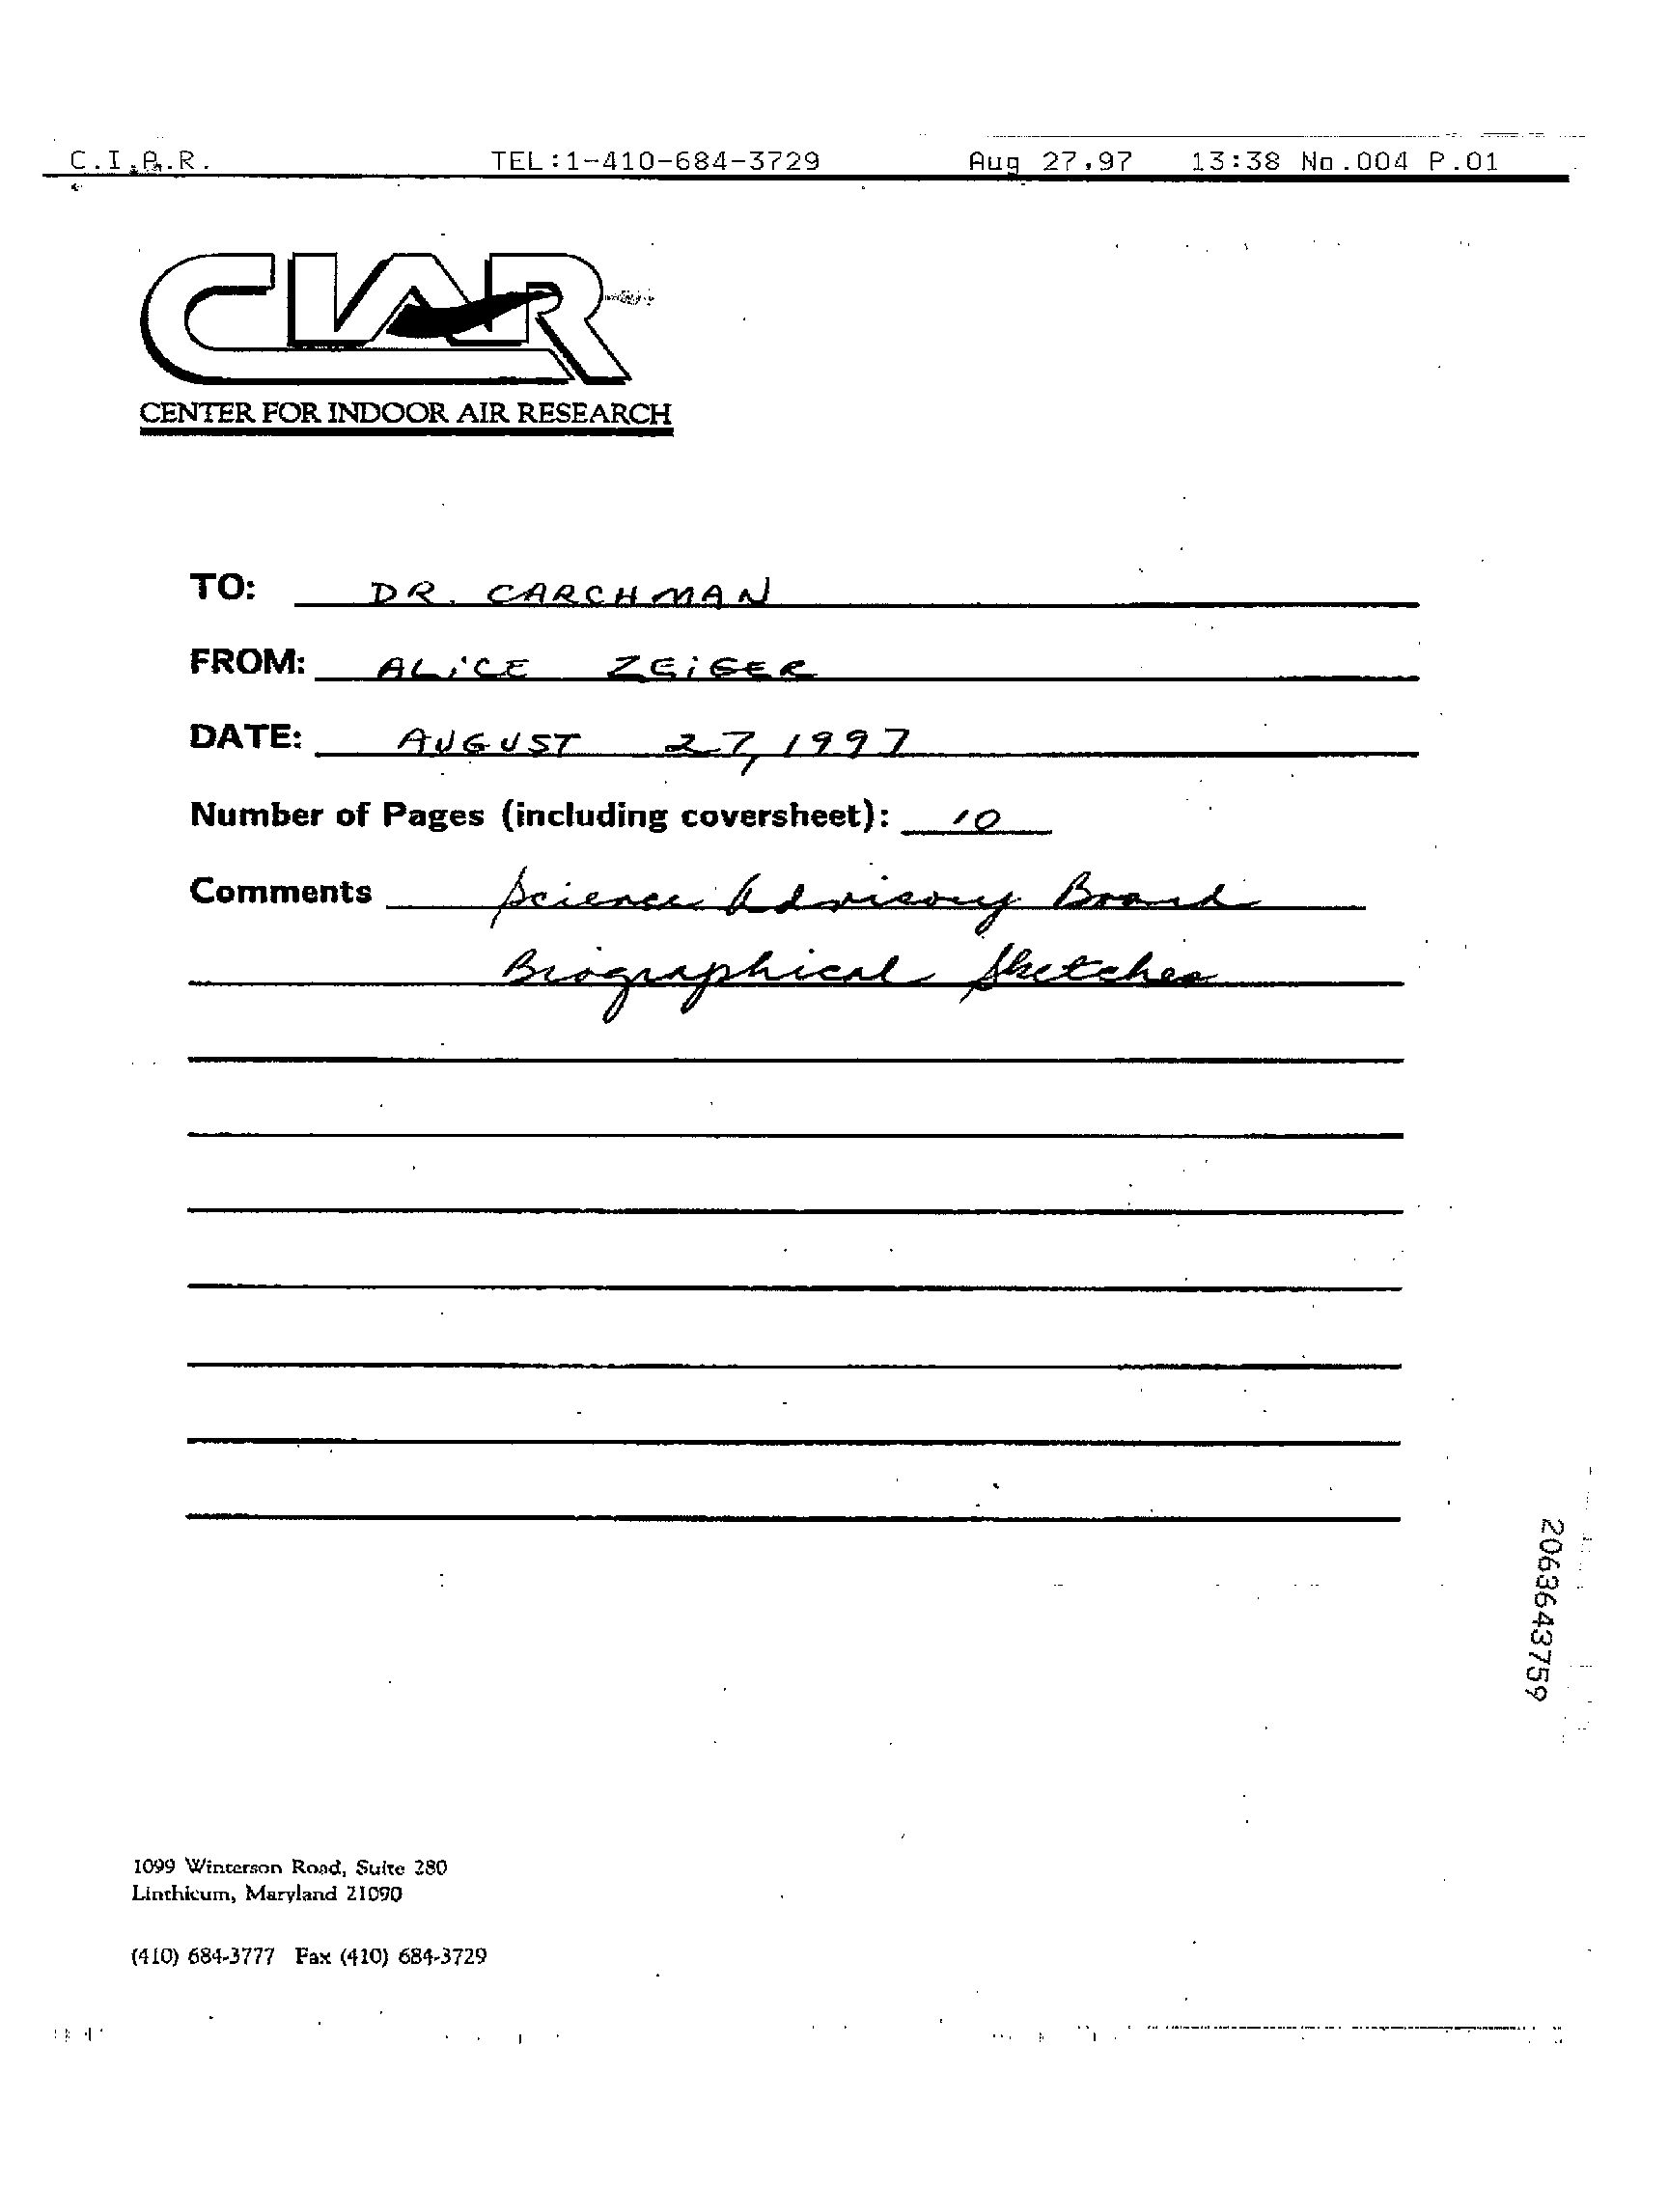 C.I.A.R. TEL:1-410-684-3729 Aug 27,97 13:38 No.004 P.01
CIAR
CENTER FOR INDOOR AIR RESEARCH
TO: DR. CARCHMAN
FROM: ALICE ZEIGER
DATE: AUGUST 27, 1997
Number of Pages (including coversheet): 10
Comments Science Advisory Board
Biographical Sketches
2063643759
1099 Winterson Road, Suite 280
Linthicum, Maryland 21090
(410) 684-3777 Fax (410) 684-3729